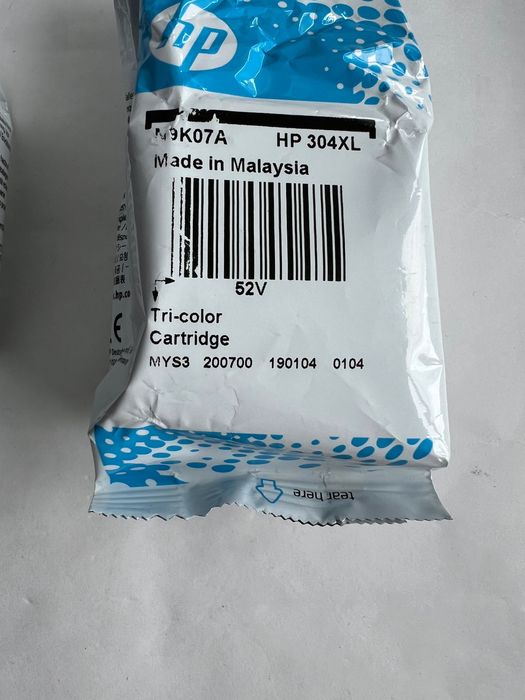 hp
N9K07A HP 304XL
Made in Malaysia
52V
Tri-color
Cartridge
MYS3 200700 190104 0104
tear here